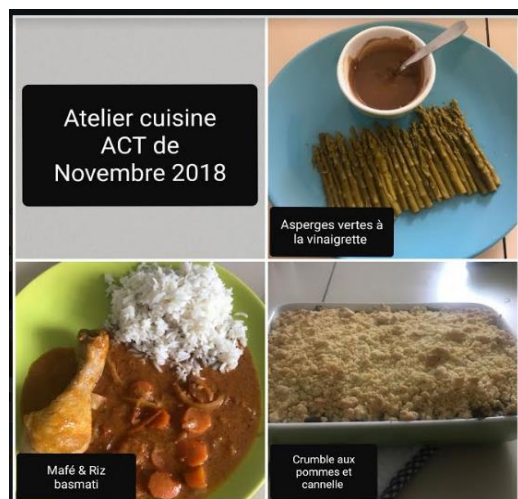 Atelier cuisine
ACT de
Novembre 2018
Asperges vertes à
la vinaigrette
Mafé & Riz
basmati
Crumble aux
pommes et
cannelle